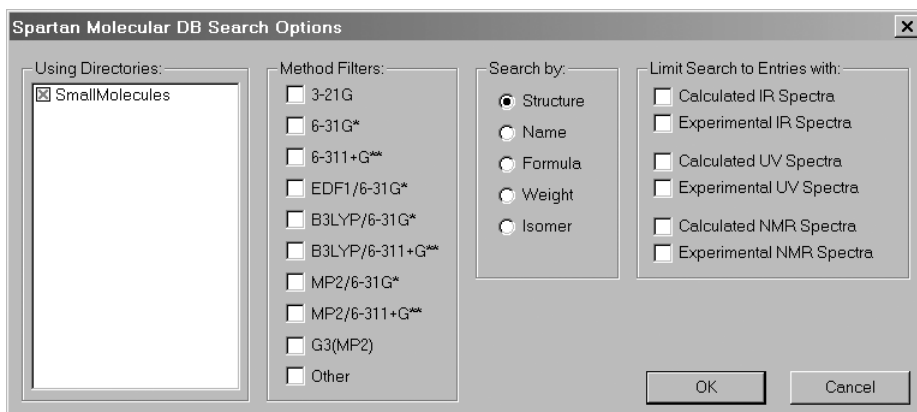 Spartan Molecular DB Search Options
Using Directories:
SmallMolecules
Method Filters:
3-21G
6-31G*
6-311+G**
EDF1/6-31G*
B3LYP/6-31G*
B3LYP/6-311+G**
MP2/6-31G*
MP2/6-311+G**
G3(MP2)
Other
Search by:
Structure
Name
Formula
Weight
Isomer
Limit Search to Entries with:
Calculated IR Spectra
Experimental IR Spectra
Calculated UV Spectra
Experimental UV Spectra
Calculated NMR Spectra
Experimental NMR Spectra
OK
Cancel